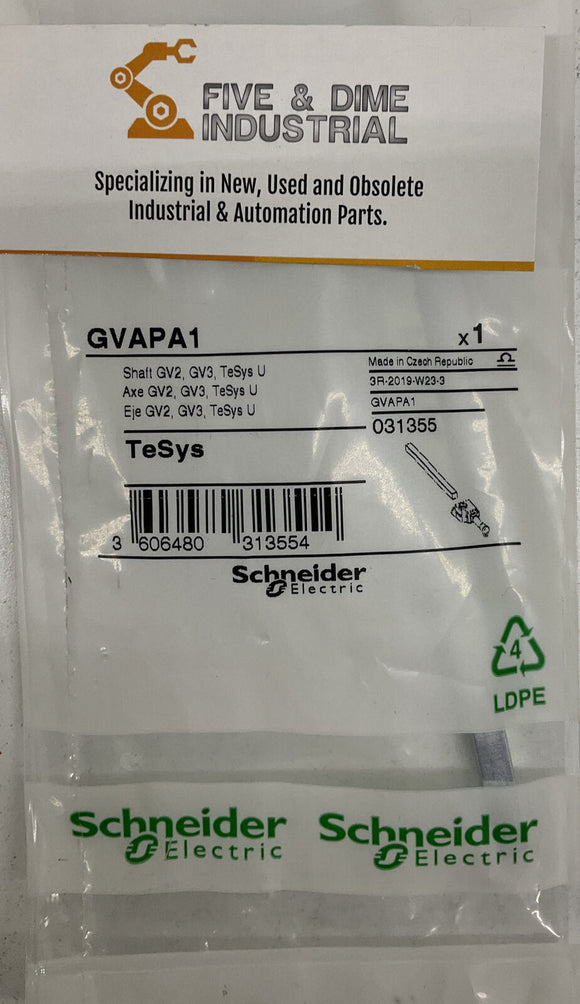 FIVE & DIME
INDUSTRIAL
Specializing in New, Used and Obsolete
Industrial & Automation Parts.
GVAPA1
x1
Shaft GV2, GV3, TeSys U
Axe GV2, GV3, TeSys U
Eje GV2, GV3, TeSys U
Made in Czech Republic
3R-2019-W23-3
GVAPA1
031355
TeSys
3 606480 313554
Schneider
Electric
4
LDPE
Schneider
Electric
Schneider
Electric